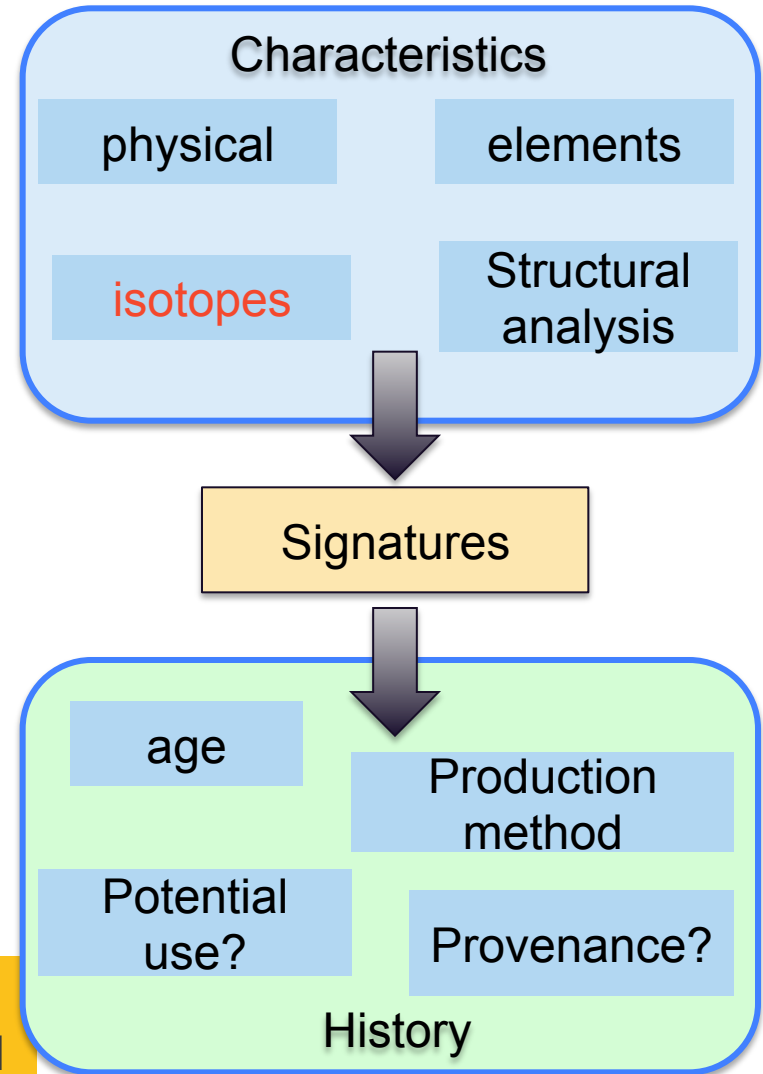 Characteristics
physical
elements
isotopes
Structural
analysis
Signatures
age
Production
method
Potential
use?
Provenance?
History